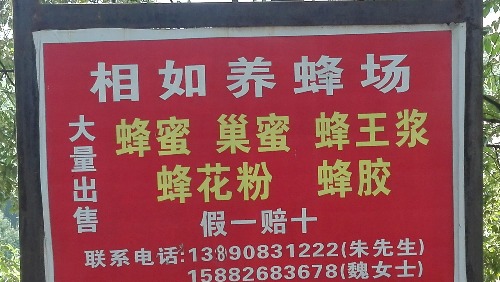 相如养蜂场
大量出售
蜂蜜 巢蜜 蜂王浆
蜂花粉 蜂胶
假一赔十
联系电话:13890831222(朱先生)
15882683678(魏女士)